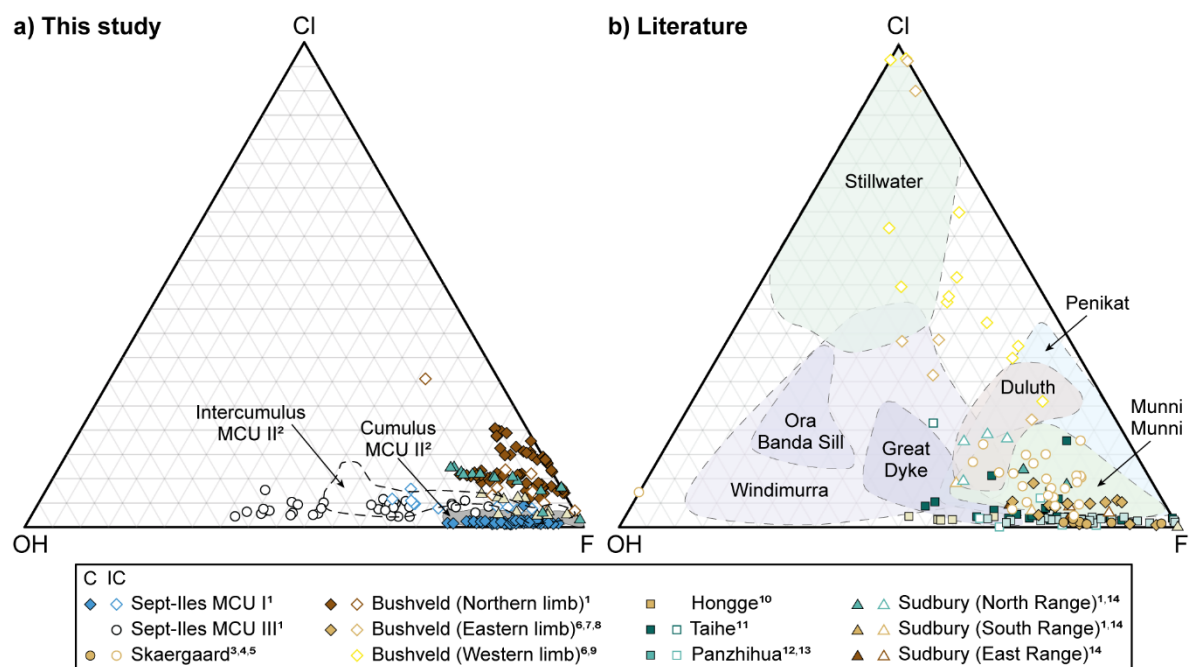 a) This study
Cl
b) Literature
Cl
Stillwater
Penikat
Intercumulus
MCU II²
Cumulus
MCU II²
Duluth
Munni
Munni
Ora
Banda Sill
Great
Dyke
Windimurra
OH
F
OH
F
C IC
Sept-Iles MCU I¹
Sept-Iles MCU III¹
Skaergaard³,⁴,⁵
Bushveld (Northern limb)¹
Bushveld (Eastern limb)⁶,⁷,⁸
Bushveld (Western limb)⁶,⁹
Hongge¹⁰
Taihe¹¹
Panzhihua¹²,¹³
Sudbury (North Range)¹,¹⁴
Sudbury (South Range)¹,¹⁴
Sudbury (East Range)¹⁴